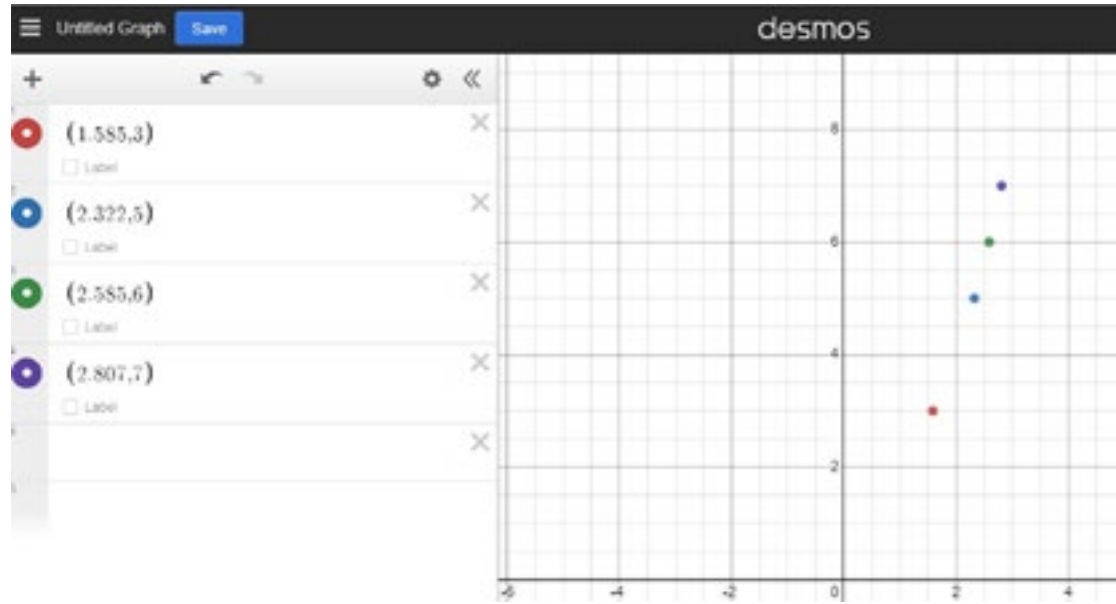 Untitled Graph Save desmos
(1.585,3)
Label
(2.322,5)
Label
(2.585,6)
Label
(2.807,7)
Label
8
6
4
2
-6 -4 -2 0 2 4